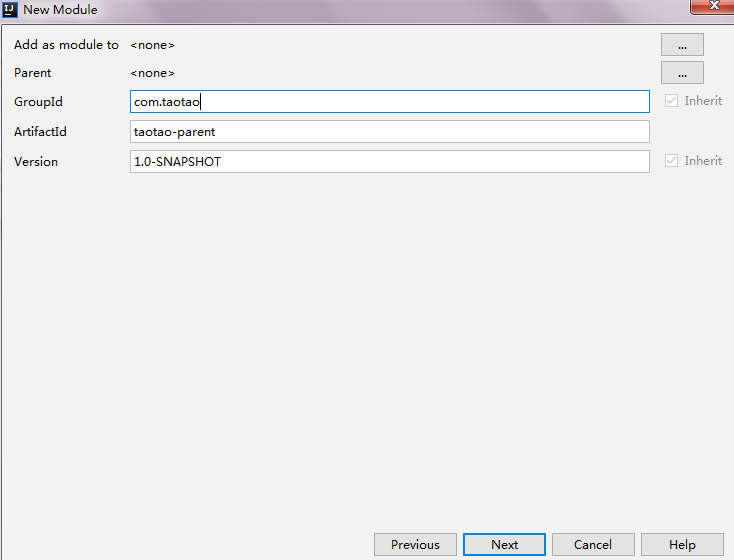 IJ New Module
Add as module to <none> ...
Parent <none> ...
GroupId com.taotao Inherit
ArtifactId taotao-parent
Version 1.0-SNAPSHOT Inherit
Previous Next Cancel Help